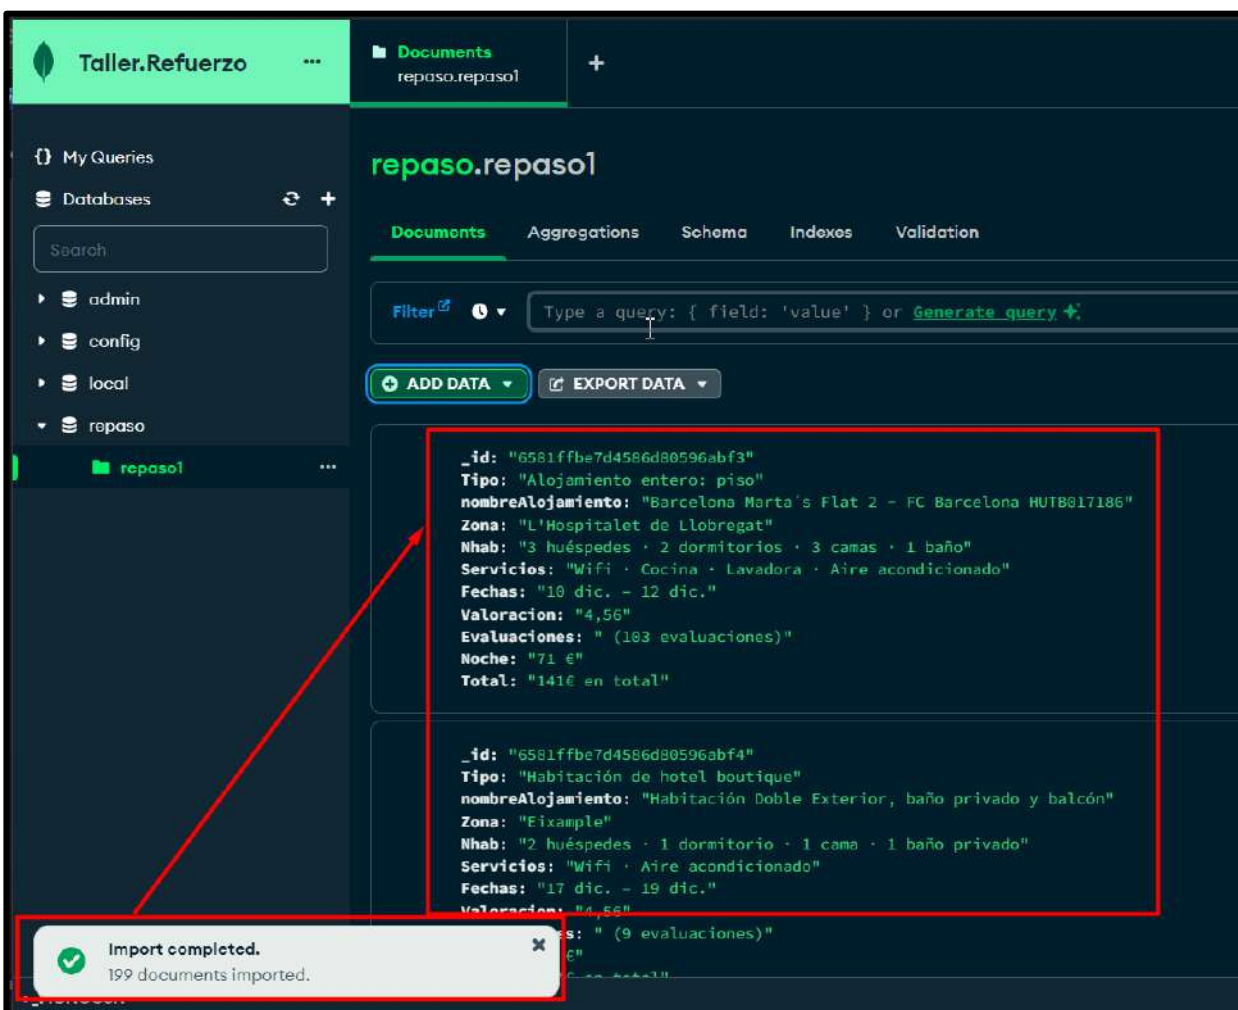 Taller.Refuerzo ...
Documents
repaso.repaso1
+
{} My Queries
Databases
Search
admin
config
local
repaso
repaso1 ...
repaso.repaso1
Documents Aggregations Schema Indexes Validation
Filter Type a query: { field: 'value' } or Generate query
ADD DATA EXPORT DATA
_id: "6581ffbe7d4586d80596abf3"
Tipo: "Alojamiento entero: piso"
nombreAlojamiento: "Barcelona Marta´s Flat 2 – FC Barcelona HUTB017186"
Zona: "L'Hospitalet de Llobregat"
Nhab: "3 huéspedes · 2 dormitorios · 3 camas · 1 baño"
Servicios: "Wifi · Cocina · Lavadora · Aire acondicionado"
Fechas: "10 dic. – 12 dic."
Valoracion: "4,56"
Evaluaciones: " (103 evaluaciones)"
Noche: "71 €"
Total: "141€ en total"
_id: "6581ffbe7d4586d80596abf4"
Tipo: "Habitación de hotel boutique"
nombreAlojamiento: "Habitación Doble Exterior, baño privado y balcón"
Zona: "Eixample"
Nhab: "2 huéspedes · 1 dormitorio · 1 cama · 1 baño privado"
Servicios: "Wifi · Aire acondicionado"
Fechas: "17 dic. – 19 dic."
Valoracion: "4,56"
s: " (9 evaluaciones)"
€"
€ en total"
Import completed.
199 documents imported.